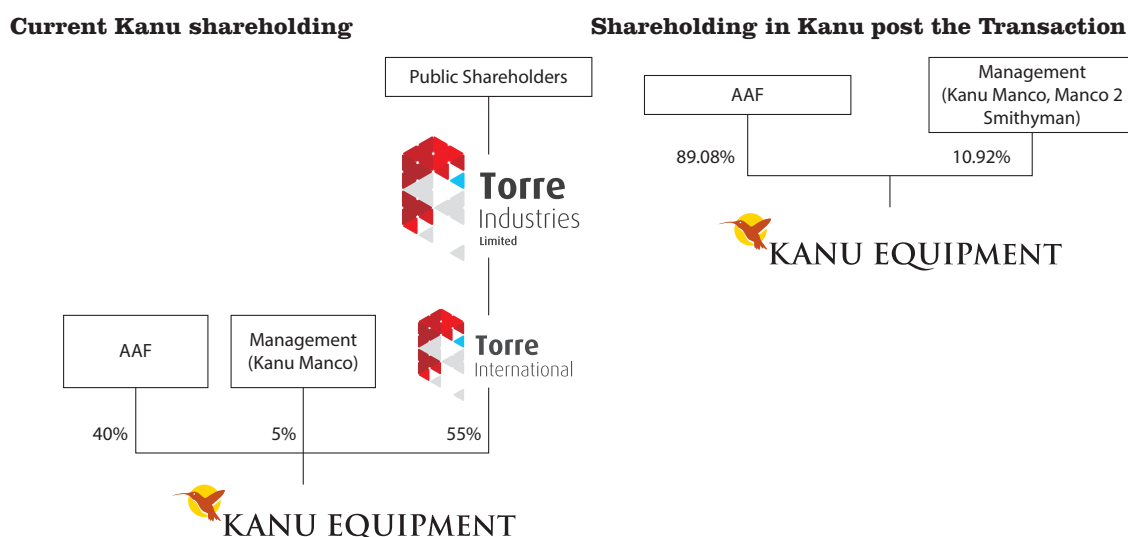 Current Kanu shareholding
Public Shareholders
Torre
Industries
Limited
AAF
Management
(Kanu Manco)
Torre
International
40%
5%
55%
KANU EQUIPMENT
Shareholding in Kanu post the Transaction
AAF
Management
(Kanu Manco, Manco 2
Smithyman)
89.08%
10.92%
KANU EQUIPMENT